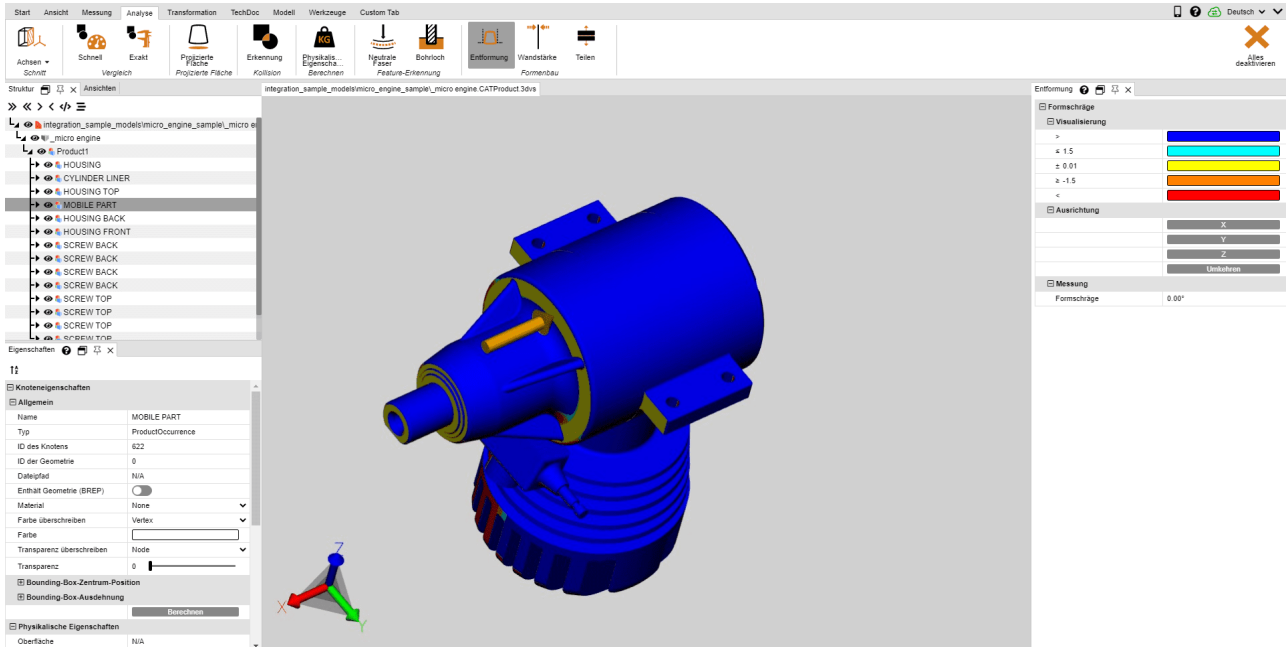 Start Ansicht Messung Analyse Transformation TechDoc Modell Werkzeuge Custom Tab Deutsch
Achsen Schnell Exakt Projizierte Fläche Erkennung Physikalis... Eigenscha... Neutrale Faser Bohrloch Entformung Wandstärke Teilen Alles deaktivieren
Schnitt Vergleich Projizierte Fläche Kollision Berechnen Feature-Erkennung Formenbau
Struktur Ansichten
integration_sample_models\micro_engine_sample\_micro e
_micro engine
Product1
HOUSING
CYLINDER LINER
HOUSING TOP
MOBILE PART
HOUSING BACK
HOUSING FRONT
SCREW BACK
SCREW BACK
SCREW BACK
SCREW BACK
SCREW TOP
SCREW TOP
SCREW TOP
SCREW TOP
Eigenschaften
Knoteneigenschaften
Allgemein
Name MOBILE PART
Typ ProductOccurrence
ID des Knotens 622
ID der Geometrie 0
Dateipfad N/A
Enthält Geometrie (BREP)
Material None
Farbe überschreiben Vertex
Farbe
Transparenz überschreiben Node
Transparenz 0
Bounding-Box-Zentrum-Position
Bounding-Box-Ausdehnung
Berechnen
Physikalische Eigenschaften
Oberfläche N/A
integration_sample_models\micro_engine_sample\_micro engine.CATProduct.3dvs
Z
X
Y
Entformung
Formschräge
Visualisierung
>
≤ 1.5
± 0.01
≥ -1.5
<
Ausrichtung
X
Y
Z
Umkehren
Messung
Formschräge 0.00°